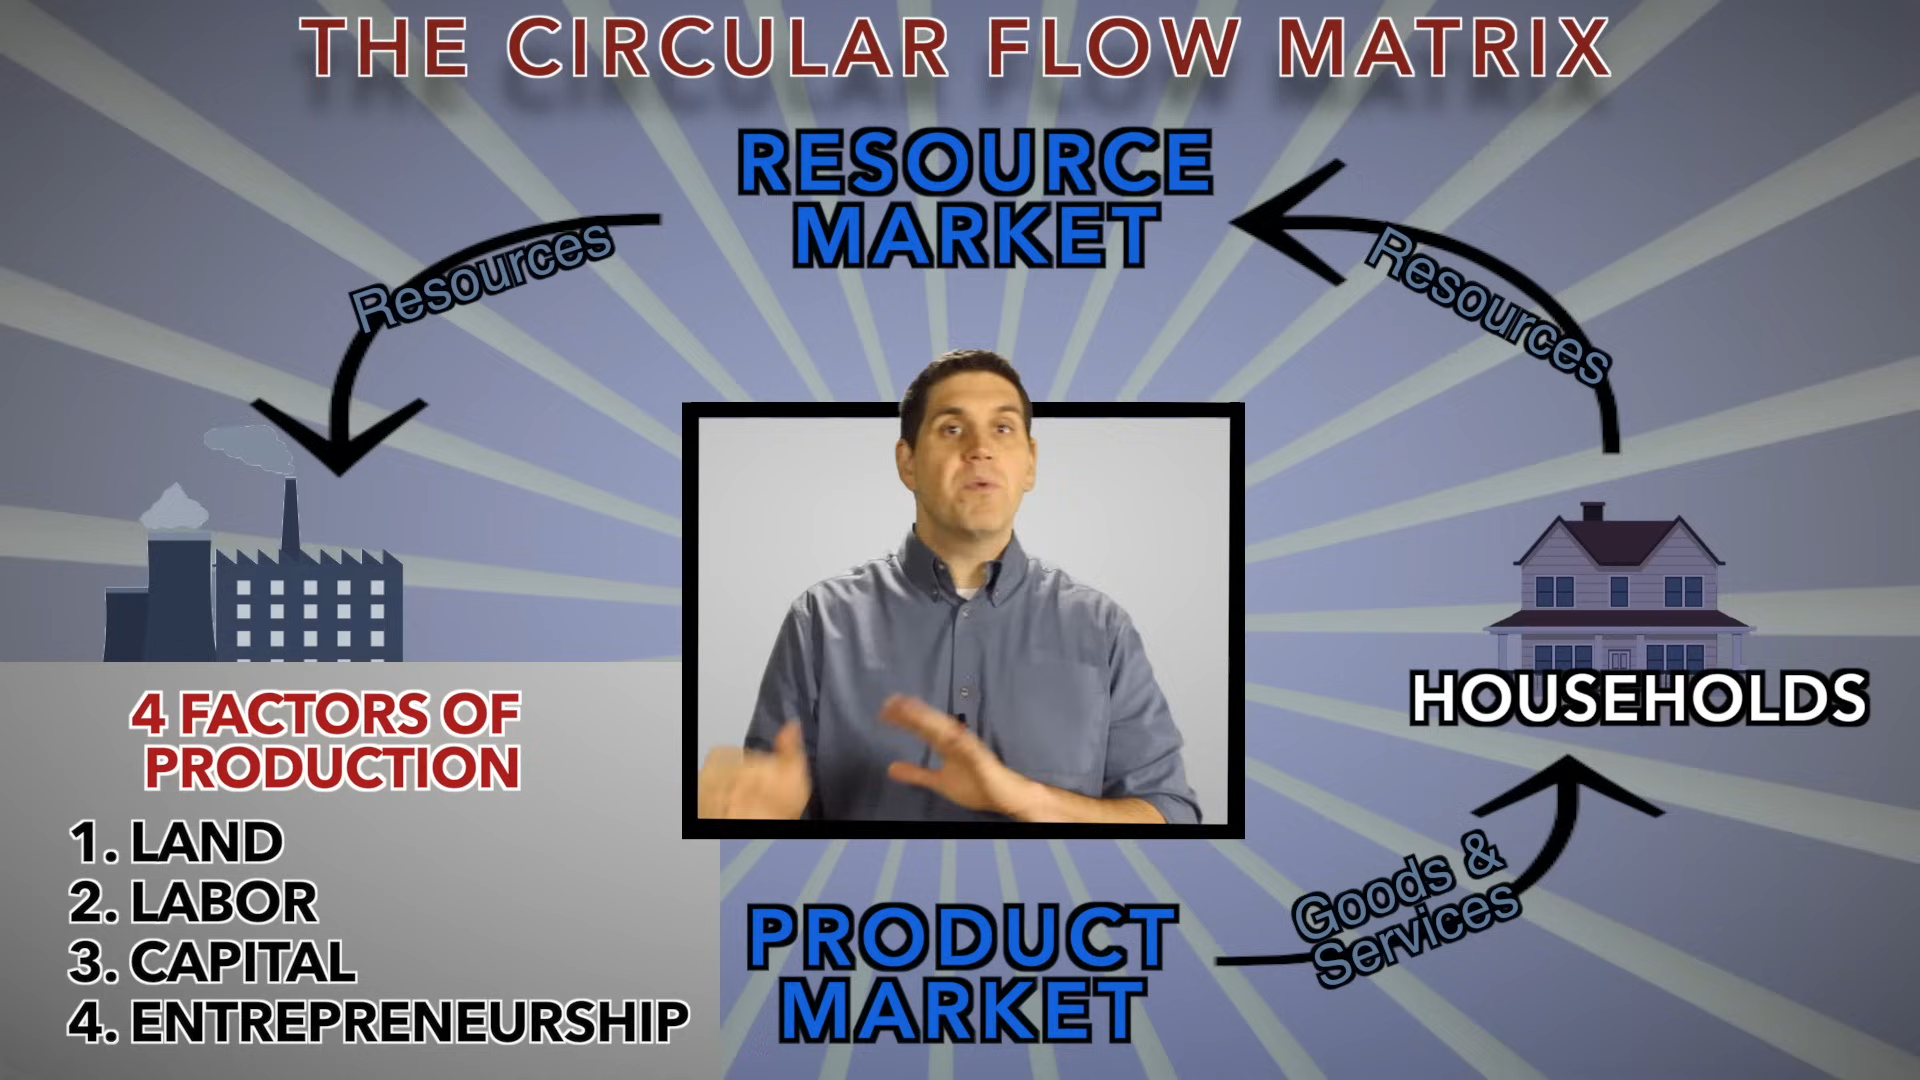 THE CIRCULAR FLOW MATRIX
RESOURCE
MARKET
Resources
Resources
HOUSEHOLDS
4 FACTORS OF
PRODUCTION
1. LAND
2. LABOR
3. CAPITAL
4. ENTREPRENEURSHIP
Goods &
Services
PRODUCT
MARKET